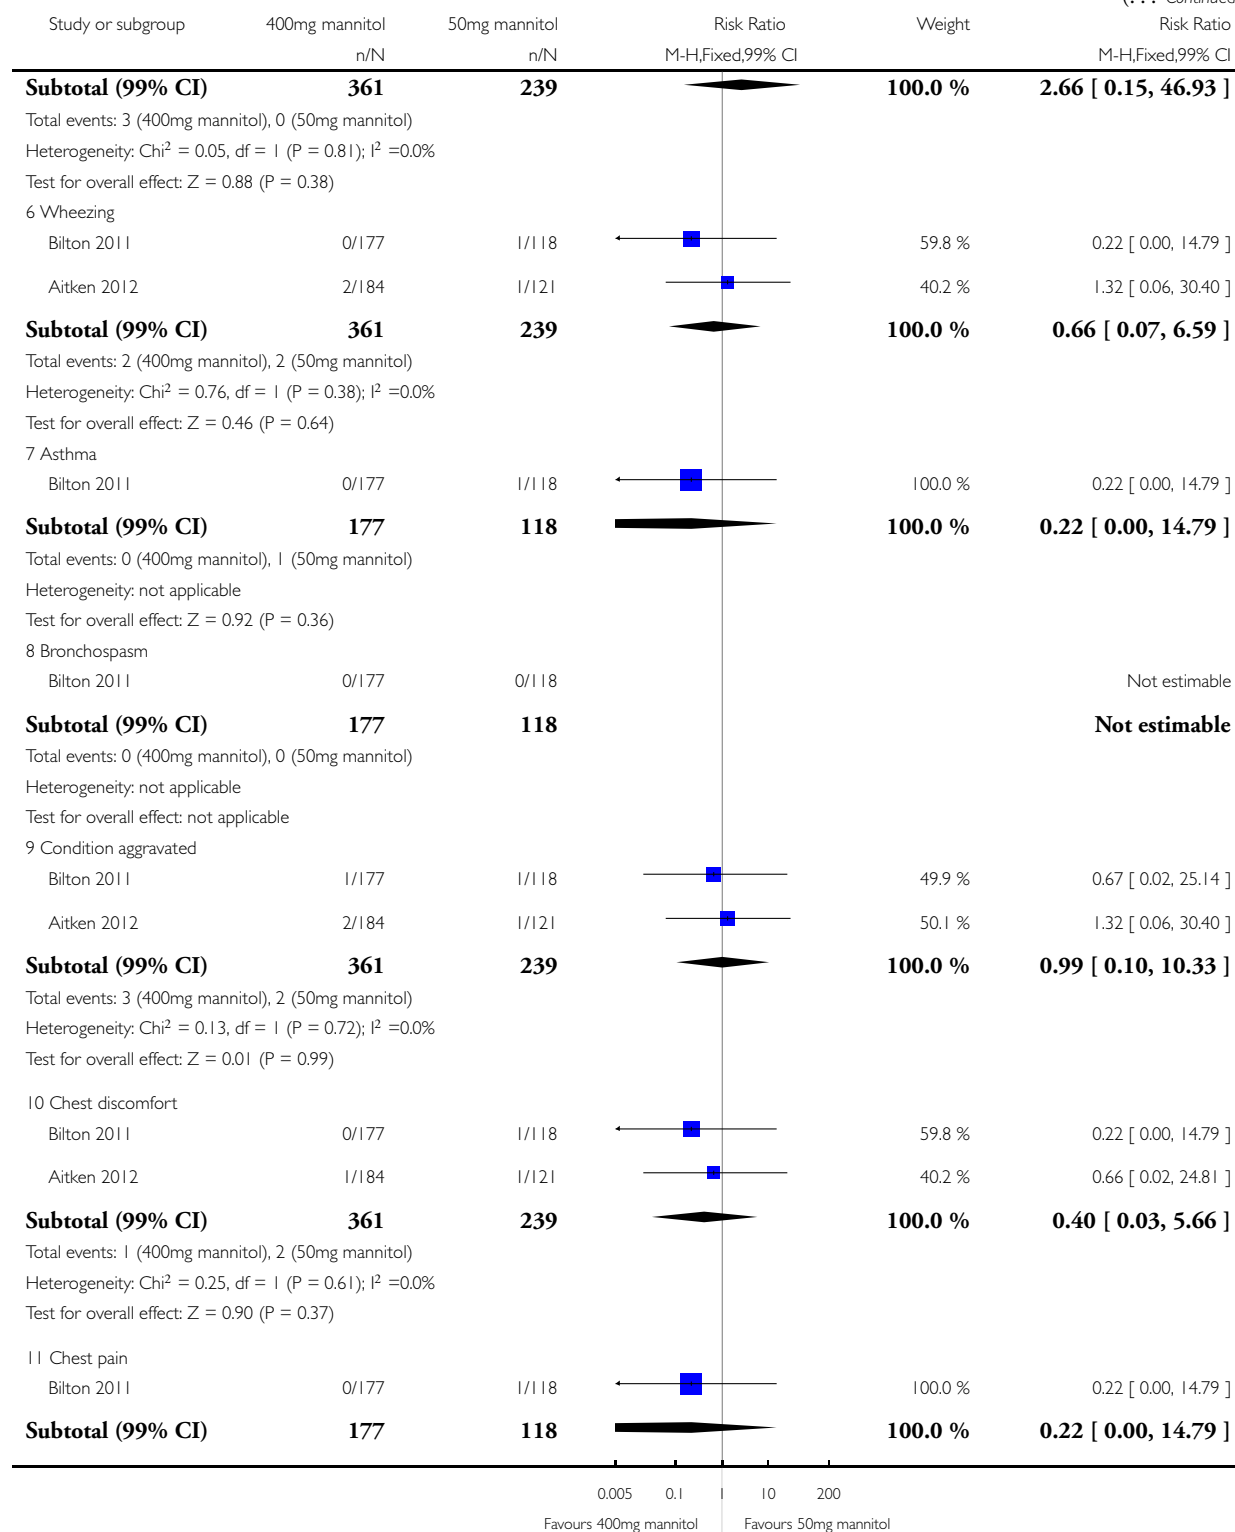 (... Continued
Study or subgroup 400mg mannitol 50mg mannitol Risk Ratio Weight Risk Ratio
n/N n/N M-H,Fixed,99% CI M-H,Fixed,99% CI
Subtotal (99% CI) 361 239 100.0 % 2.66 [ 0.15, 46.93 ]
Total events: 3 (400mg mannitol), 0 (50mg mannitol)
Heterogeneity: Chi² = 0.05, df = 1 (P = 0.81); I² =0.0%
Test for overall effect: Z = 0.88 (P = 0.38)
6 Wheezing
Bilton 2011 0/177 1/118 59.8 % 0.22 [ 0.00, 14.79 ]
Aitken 2012 2/184 1/121 40.2 % 1.32 [ 0.06, 30.40 ]
Subtotal (99% CI) 361 239 100.0 % 0.66 [ 0.07, 6.59 ]
Total events: 2 (400mg mannitol), 2 (50mg mannitol)
Heterogeneity: Chi² = 0.76, df = 1 (P = 0.38); I² =0.0%
Test for overall effect: Z = 0.46 (P = 0.64)
7 Asthma
Bilton 2011 0/177 1/118 100.0 % 0.22 [ 0.00, 14.79 ]
Subtotal (99% CI) 177 118 100.0 % 0.22 [ 0.00, 14.79 ]
Total events: 0 (400mg mannitol), 1 (50mg mannitol)
Heterogeneity: not applicable
Test for overall effect: Z = 0.92 (P = 0.36)
8 Bronchospasm
Bilton 2011 0/177 0/118 Not estimable
Subtotal (99% CI) 177 118 Not estimable
Total events: 0 (400mg mannitol), 0 (50mg mannitol)
Heterogeneity: not applicable
Test for overall effect: not applicable
9 Condition aggravated
Bilton 2011 1/177 1/118 49.9 % 0.67 [ 0.02, 25.14 ]
Aitken 2012 2/184 1/121 50.1 % 1.32 [ 0.06, 30.40 ]
Subtotal (99% CI) 361 239 100.0 % 0.99 [ 0.10, 10.33 ]
Total events: 3 (400mg mannitol), 2 (50mg mannitol)
Heterogeneity: Chi² = 0.13, df = 1 (P = 0.72); I² =0.0%
Test for overall effect: Z = 0.01 (P = 0.99)
10 Chest discomfort
Bilton 2011 0/177 1/118 59.8 % 0.22 [ 0.00, 14.79 ]
Aitken 2012 1/184 1/121 40.2 % 0.66 [ 0.02, 24.81 ]
Subtotal (99% CI) 361 239 100.0 % 0.40 [ 0.03, 5.66 ]
Total events: 1 (400mg mannitol), 2 (50mg mannitol)
Heterogeneity: Chi² = 0.25, df = 1 (P = 0.61); I² =0.0%
Test for overall effect: Z = 0.90 (P = 0.37)
11 Chest pain
Bilton 2011 0/177 1/118 100.0 % 0.22 [ 0.00, 14.79 ]
Subtotal (99% CI) 177 118 100.0 % 0.22 [ 0.00, 14.79 ]
0.005 0.1 1 10 200
Favours 400mg mannitol Favours 50mg mannitol